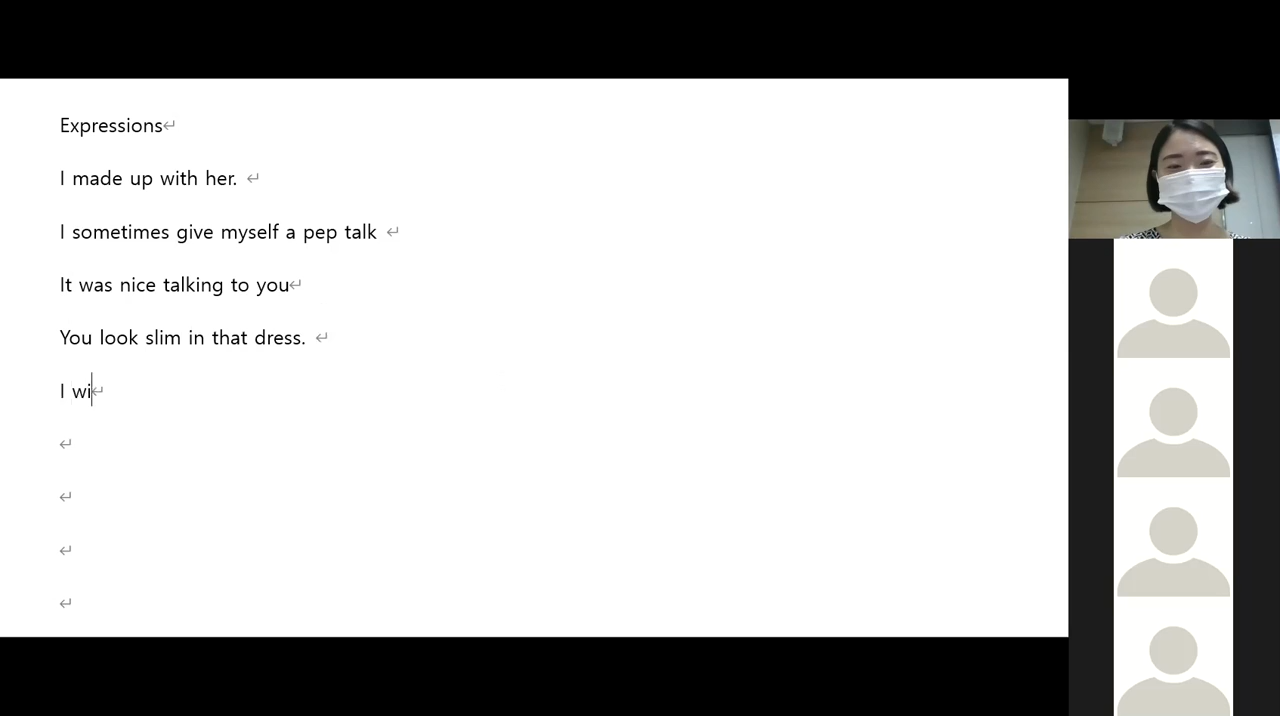 Expressions
I made up with her.
I sometimes give myself a pep talk
It was nice talking to you
You look slim in that dress.
I wi